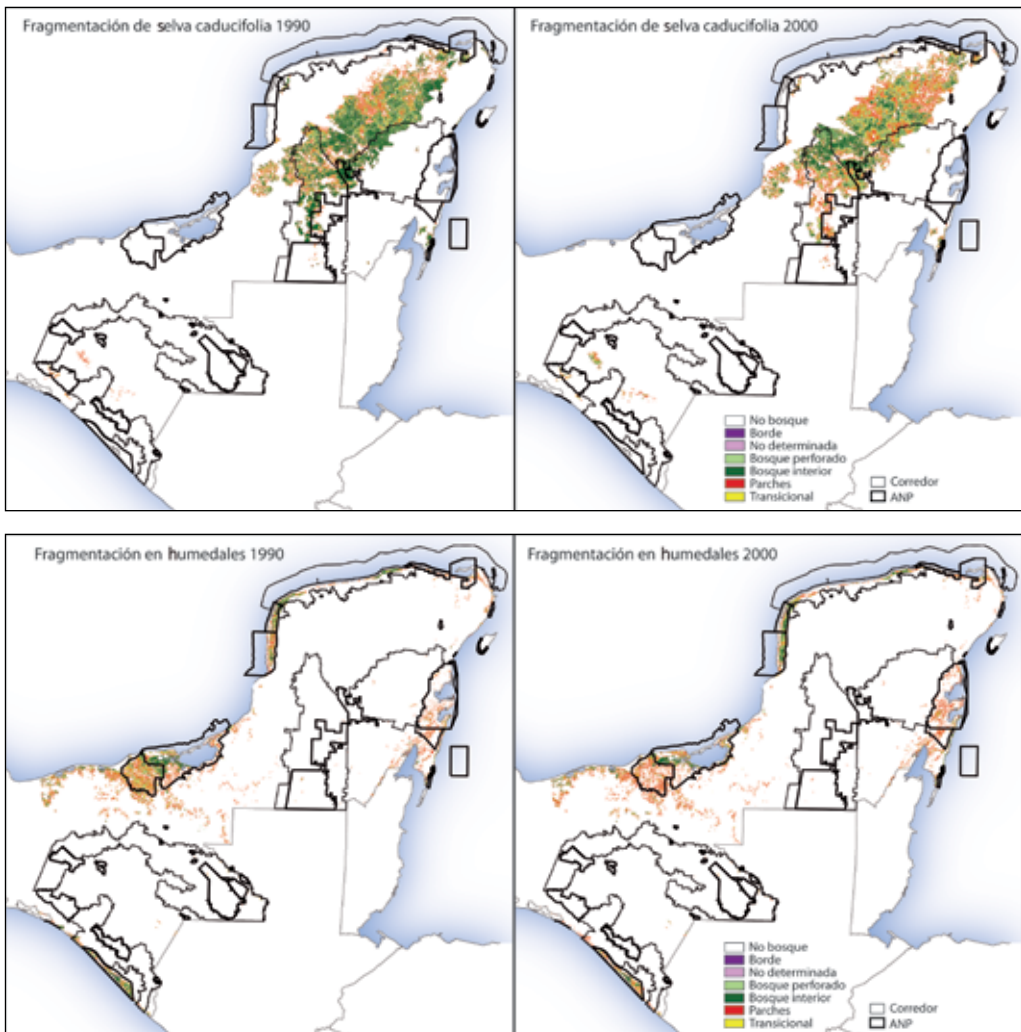 Fragmentación de selva caducifolia 1990
Fragmentación de selva caducifolia 2000
No bosque
Borde
No determinada
Bosque perforado
Bosque interior
Parches
Transicional
Corredor
ANP
Fragmentación en humedales 1990
Fragmentación en humedales 2000
No bosque
Borde
No determinada
Bosque perforado
Bosque interior
Parches
Transicional
Corredor
ANP